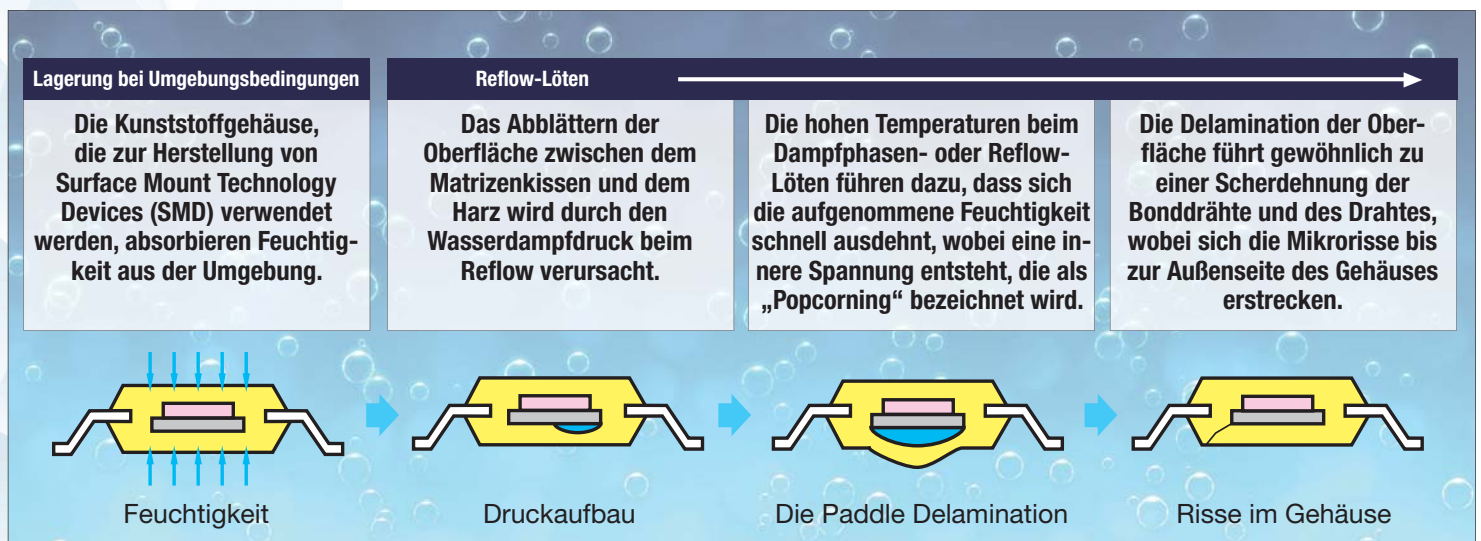 Lagerung bei Umgebungsbedingungen
Reflow-Löten
Die Kunststoffgehäuse,
die zur Herstellung von
Surface Mount Technology
Devices (SMD) verwendet
werden, absorbieren Feuchtig-
keit aus der Umgebung.
Das Abblättern der
Oberfläche zwischen dem
Matrizenkissen und dem
Harz wird durch den
Wasserdampfdruck beim
Reflow verursacht.
Die hohen Temperaturen beim
Dampfphasen- oder Reflow-
Löten führen dazu, dass sich
die aufgenommene Feuchtigkeit
schnell ausdehnt, wobei eine in-
nere Spannung entsteht, die als
„Popcorning“ bezeichnet wird.
Die Delamination der Ober-
fläche führt gewöhnlich zu
einer Scherdehnung der
Bonddrähte und des Drahtes,
wobei sich die Mikrorisse bis
zur Außenseite des Gehäuses
erstrecken.
Feuchtigkeit
Druckaufbau
Die Paddle Delamination
Risse im Gehäuse